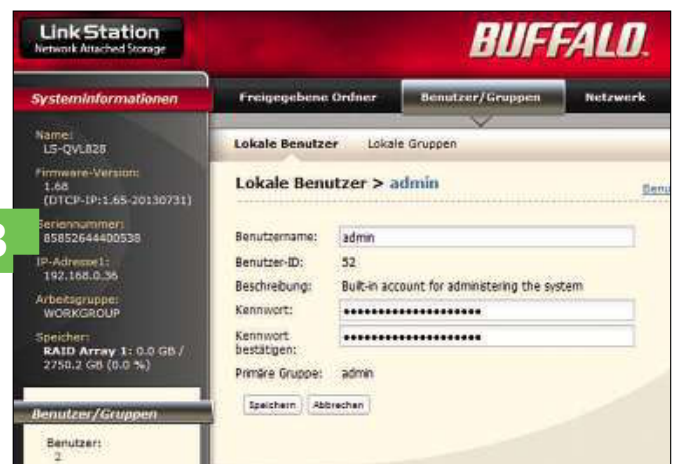 LinkStation
Network Attached Storage
BUFFALO
Systeminformationen
Freigegebene Ordner
Benutzer/Gruppen
Netzwerk
Name:
LS-QVL828
Firmware-Version:
1.68
(DTCP-IP:1.65-20130731)
Seriennummer:
85852644400538
IP-Adresse1:
192.168.0.36
Arbeitsgruppe:
WORKGROUP
Speicher:
RAID Array 1: 0.0 GB /
2750.2 GB (0.0 %)
Benutzer/Gruppen
Benutzer:
2
Lokale Benutzer
Lokale Gruppen
Lokale Benutzer > admin
Benutzername: admin
Benutzer-ID: 52
Beschreibung: Built-in account for administering the system
Kennwort: ••••••••••••••••••••
Kennwort
bestätigen: ••••••••••••••••••••
Primäre Gruppe: admin
Speichern Abbrechen